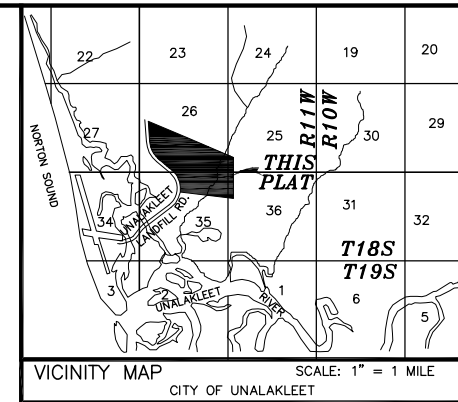 22
23
24
19
20
NORTON SOUND
27
26
R11W
R10W
25
30
29
THIS
PLAT
34
UNALAKLEET
LANDFILL RD.
35
36
31
32
T18S
T19S
3
2
UNALAKLEET
RIVER
1
6
5
VICINITY MAP
SCALE: 1" = 1 MILE
CITY OF UNALAKLEET